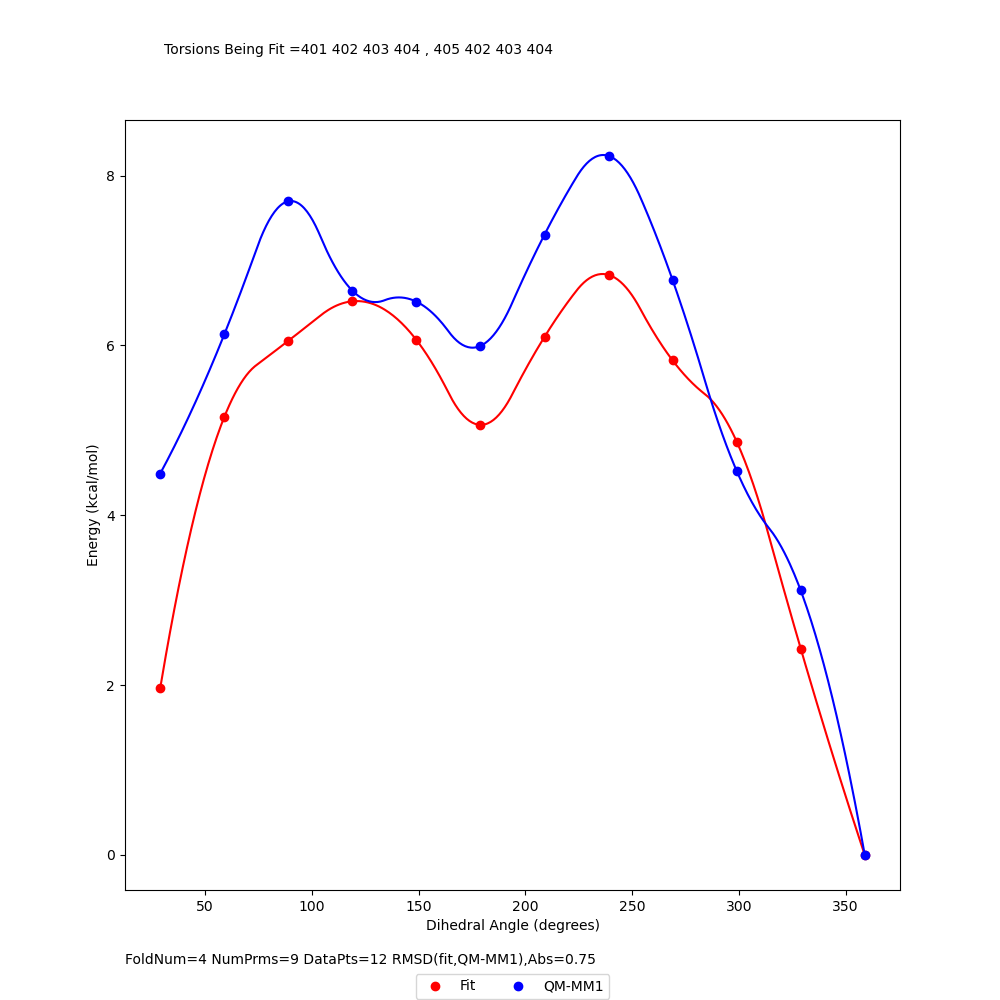 Torsions Being Fit =401 402 403 404 , 405 402 403 404
8
6
4
2
0
Energy (kcal/mol)
50 100 150 200 250 300 350
Dihedral Angle (degrees)
FoldNum=4 NumPrms=9 DataPts=12 RMSD(fit,QM-MM1),Abs=0.75
Fit QM-MM1